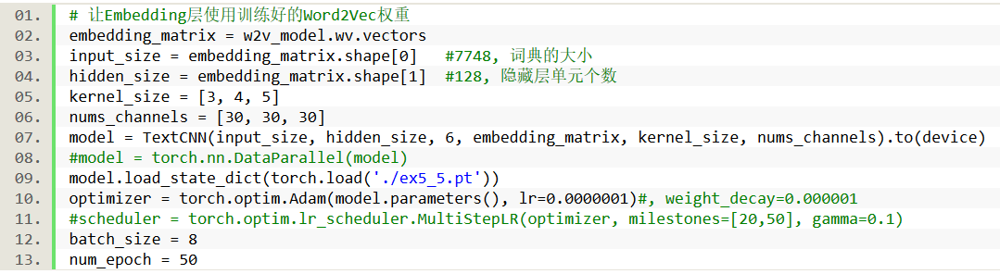 01. # 让Embedding层使用训练好的Word2Vec权重
02. embedding_matrix = w2v_model.wv.vectors
03. input_size = embedding_matrix.shape[0]   #7748, 词典的大小
04. hidden_size = embedding_matrix.shape[1]  #128, 隐藏层单元个数
05. kernel_size = [3, 4, 5]
06. nums_channels = [30, 30, 30]
07. model = TextCNN(input_size, hidden_size, 6, embedding_matrix, kernel_size, nums_channels).to(device)
08. #model = torch.nn.DataParallel(model)
09. model.load_state_dict(torch.load('./ex5_5.pt'))
10. optimizer = torch.optim.Adam(model.parameters(), lr=0.0000001)#, weight_decay=0.000001
11. #scheduler = torch.optim.lr_scheduler.MultiStepLR(optimizer, milestones=[20,50], gamma=0.1)
12. batch_size = 8
13. num_epoch = 50